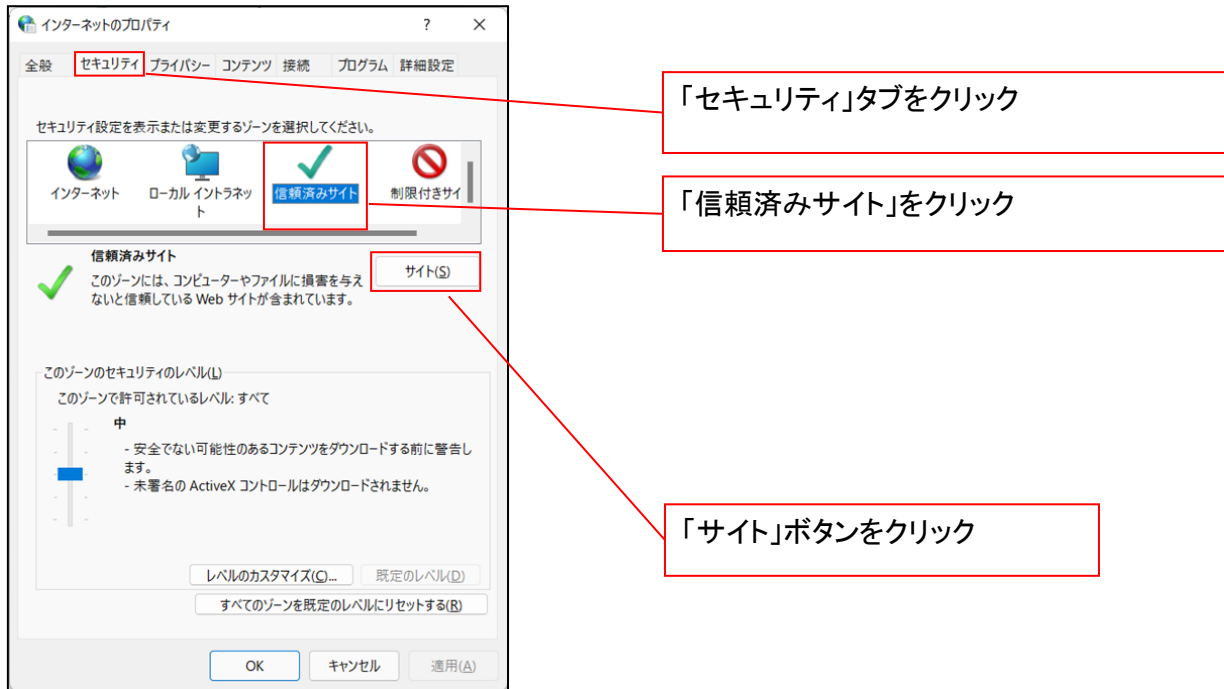 インターネットのプロパティ
?
×
全般 セキュリティ プライバシー コンテンツ 接続 プログラム 詳細設定
セキュリティ設定を表示または変更するゾーンを選択してください。
インターネット
ローカル イントラネッ
ト
信頼済みサイト
制限付きサイ
信頼済みサイト
このゾーンには、コンピューターやファイルに損害を与え
ないと信頼している Web サイトが含まれています。
サイト(S)
このゾーンのセキュリティのレベル(L)
このゾーンで許可されているレベル: すべて
中
- 安全でない可能性のあるコンテンツをダウンロードする前に警告し
ます。
- 未署名の ActiveX コントロールはダウンロードされません。
レベルのカスタマイズ(C)...
既定のレベル(D)
すべてのゾーンを既定のレベルにリセットする(R)
OK
キャンセル
適用(A)
「セキュリティ」タブをクリック
「信頼済みサイト」をクリック
「サイト」ボタンをクリック